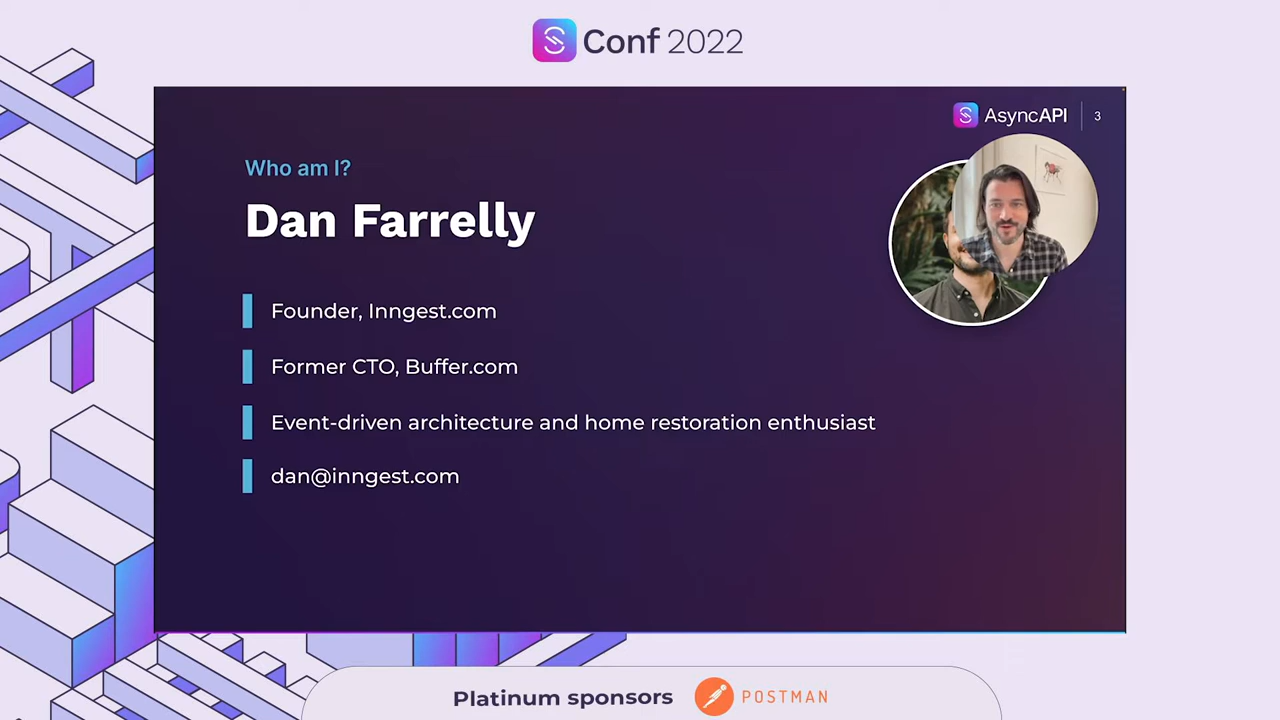 Conf 2022
AsyncAPI 3
Who am I?
Dan Farrelly
Founder, Inngest.com
Former CTO, Buffer.com
Event-driven architecture and home restoration enthusiast
dan@inngest.com
Platinum sponsors POSTMAN